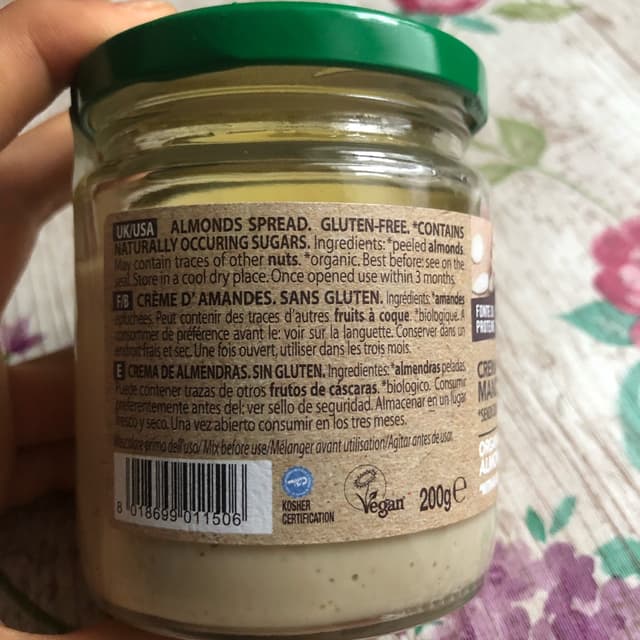 UK/USA ALMONDS SPREAD. GLUTEN-FREE. *CONTAINS
NATURALLY OCCURING SUGARS. Ingredients: *peeled almonds.
May contain traces of other nuts. *organic. Best before: see on the
seal. Store in a cool dry place. Once opened use within 3 months.
F/B CRÈME D' AMANDES. SANS GLUTEN. Ingrédients: *amandes
épluchées. Peut contenir des traces d'autres fruits à coque. *biologique. A
consommer de préférence avant le: voir sur la languette. Conserver dans un
endroit frais et sec. Une fois ouvert, utiliser dans les trois mois.
E CREMA DE ALMENDRAS. SIN GLUTEN. Ingredientes: *almendras peladas.
Puede contener trazas de otros frutos de cáscaras. *biologico. Consumir
preferentemente antes del: ver sello de seguridad. Almacenar en un lugar
fresco y seco. Una vez abierto consumir en los tres meses.
prima dell'uso/ Mix before use/Mélanger avant utilisation/Agitar antes de usar.
8 018699 011506
KOSHER
CERTIFICATION
Vegan
200g e